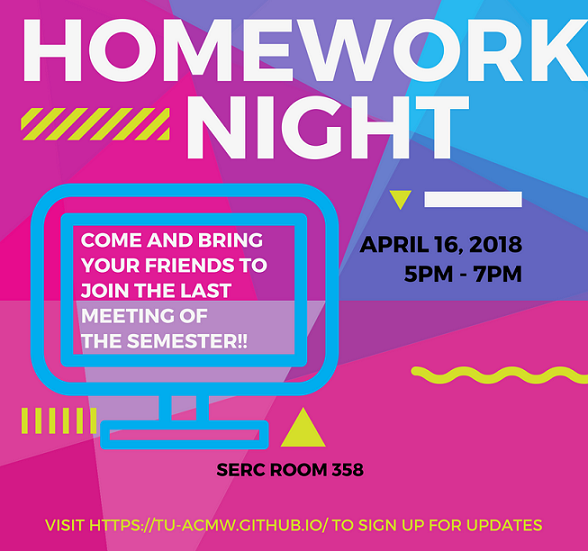 HOMEWORK
NIGHT
COME AND BRING
YOUR FRIENDS TO
JOIN THE LAST
MEETING OF
THE SEMESTER!!
APRIL 16, 2018
5PM - 7PM
SERC ROOM 358
VISIT HTTPS://TU-ACMW.GITHUB.IO/ TO SIGN UP FOR UPDATES